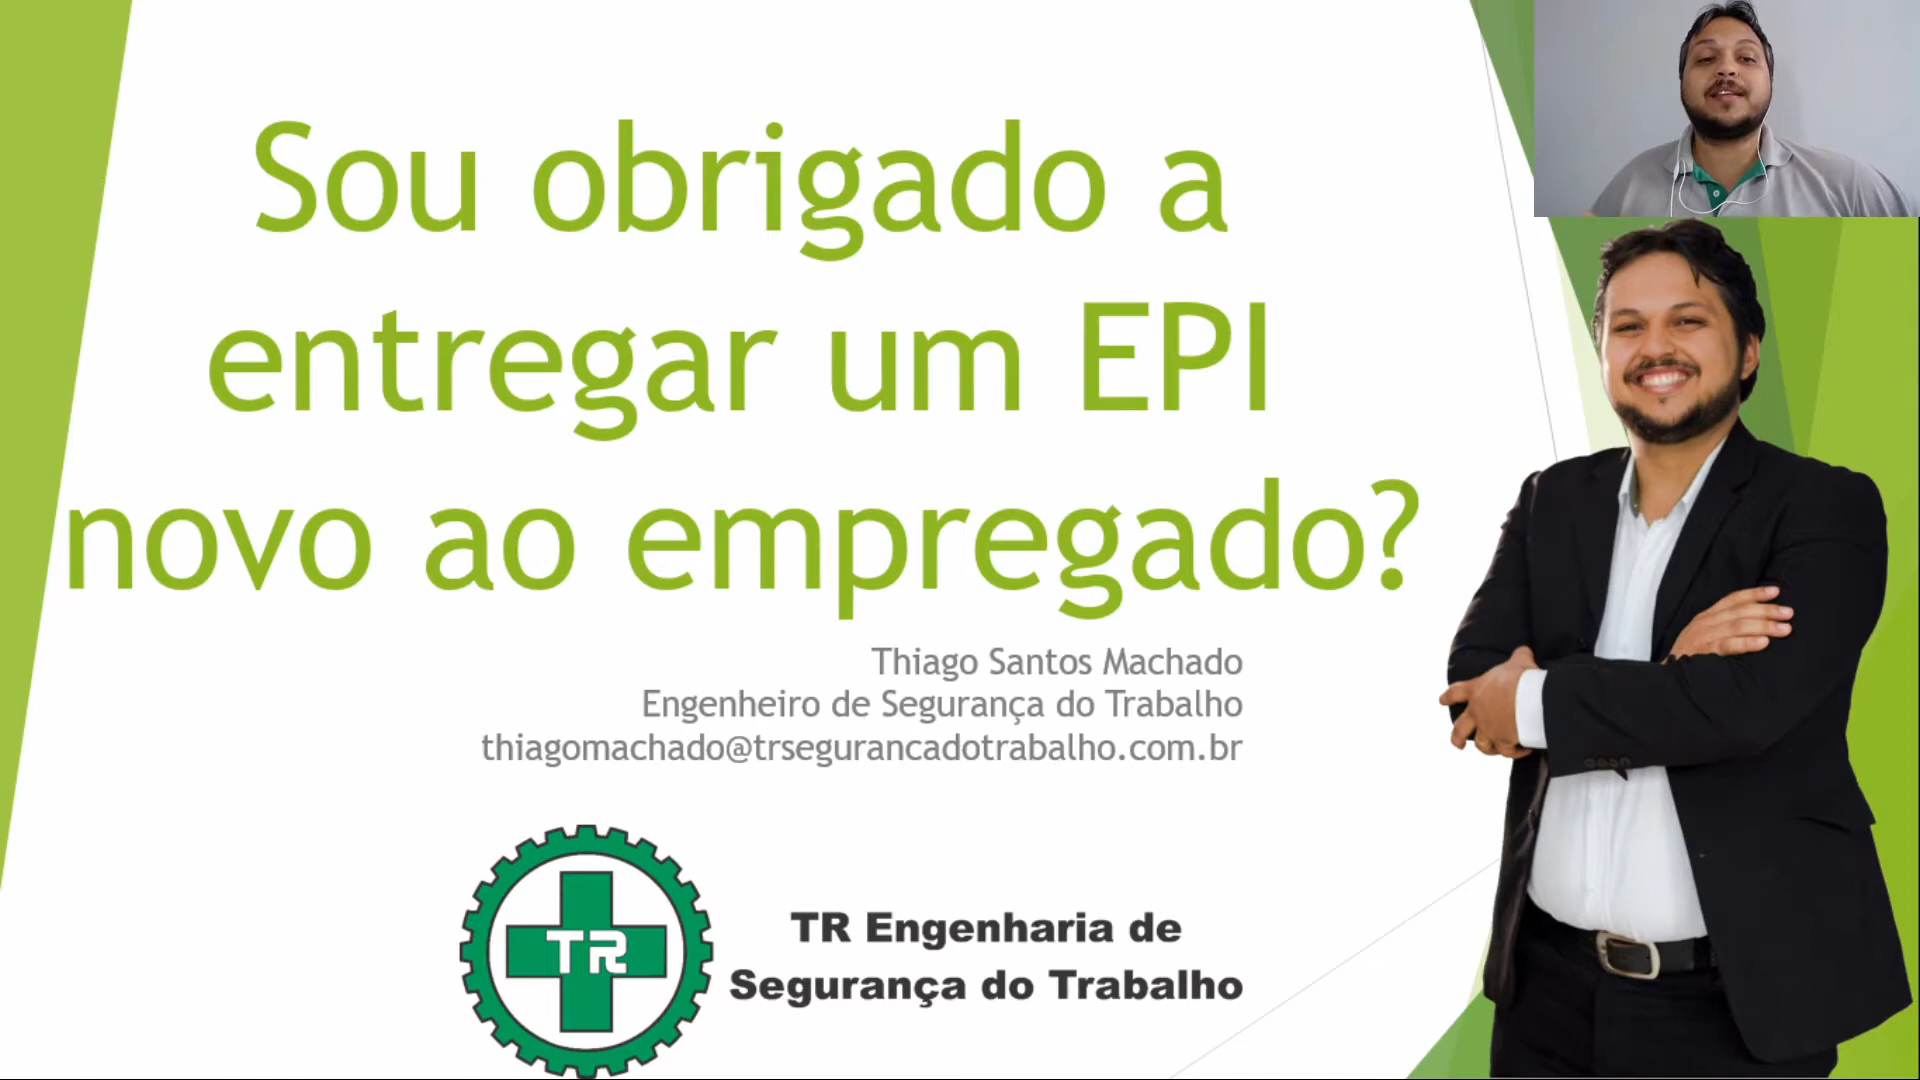 Sou obrigado a
entregar um EPI
novo ao empregado?
Thiago Santos Machado
Engenheiro de Segurança do Trabalho
thiagomachado@trsegurancadotrabalho.com.br
TR
TR Engenharia de
Segurança do Trabalho